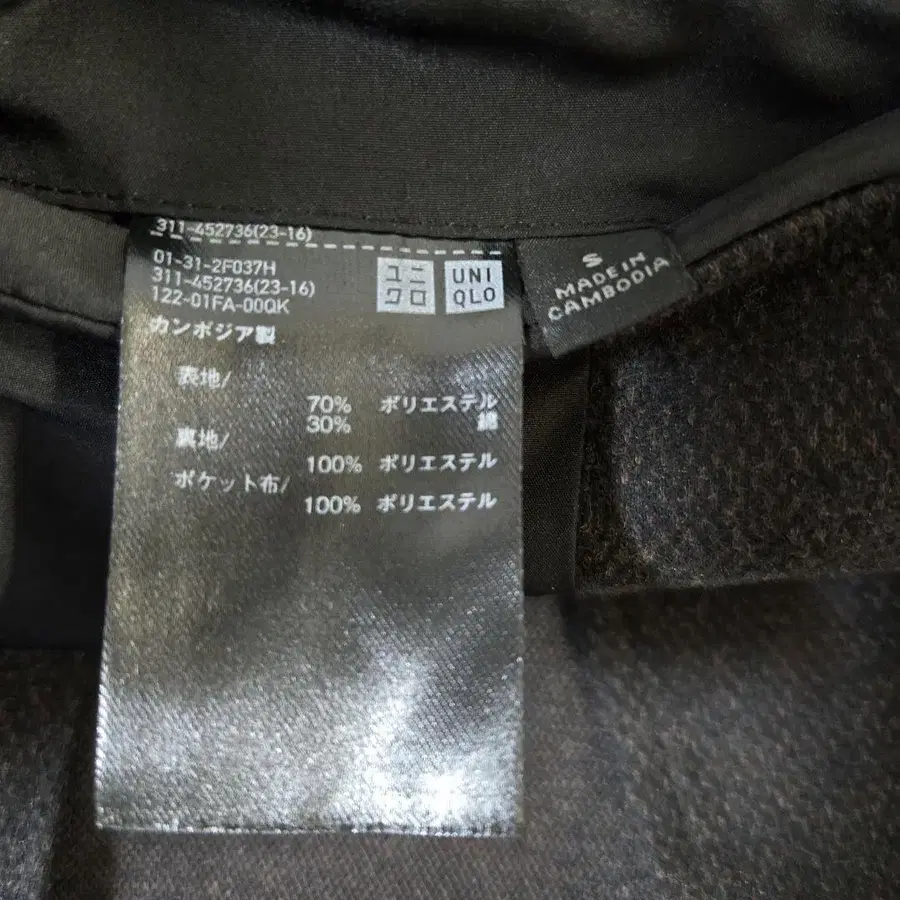 311-452736(23-16)
01-31-2F037H
311-452736(23-16)
122-01FA-00QK
カンボジア製
ユニ
クロ
UNI
QLO
S
MADE IN
CAMBODIA
表地/
70% ポリエステル
30% 綿
裏地/
100% ポリエステル
ポケット布/
100% ポリエステル